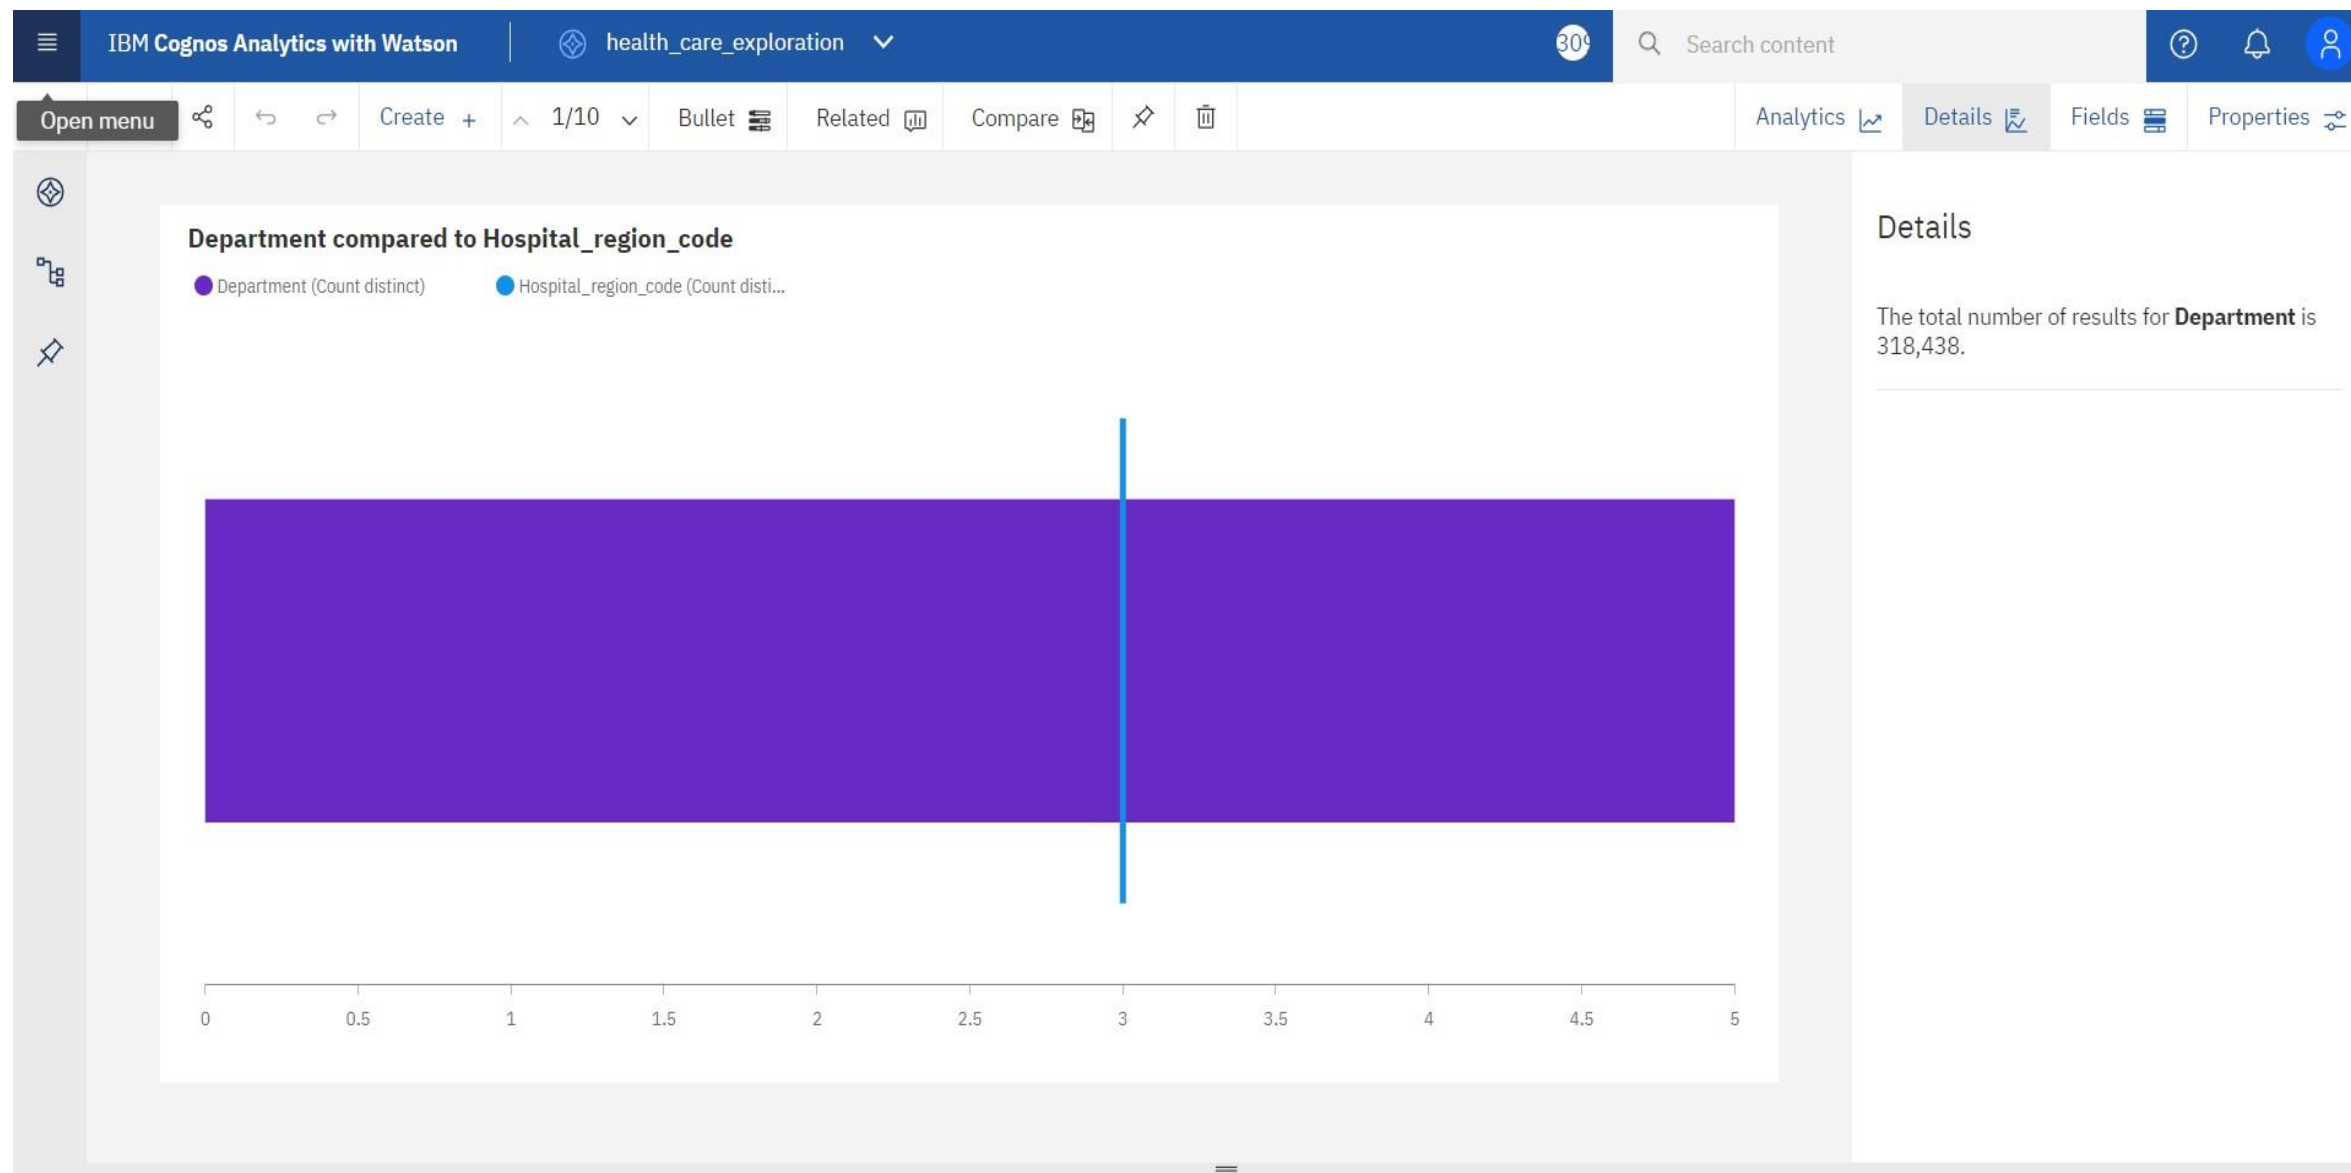 IBM Cognos Analytics with Watson
health_care_exploration
Search content
Open menu
Create +
1/10
Bullet
Related
Compare
Analytics
Details
Fields
Properties
Department compared to Hospital_region_code
Department (Count distinct)
Hospital_region_code (Count disti...
0 0.5 1 1.5 2 2.5 3 3.5 4 4.5 5
Details
The total number of results for Department is
318,438.